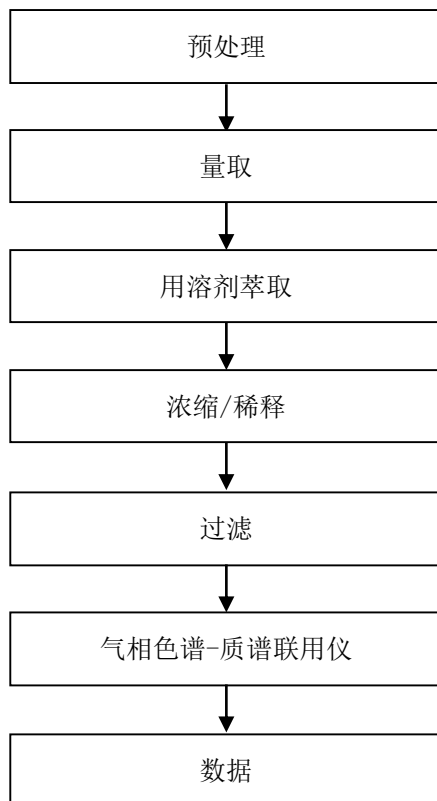 预处理
量取
用溶剂萃取
浓缩/稀释
过滤
气相色谱-质谱联用仪
数据